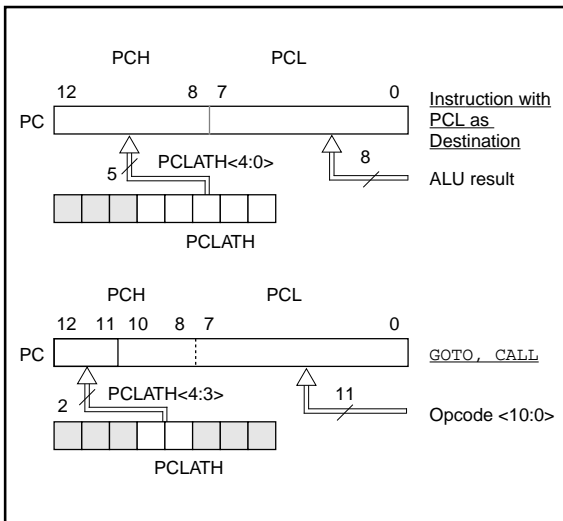 PCH PCL
12 8 7 0
PC
Instruction with
PCL as
Destination
PCLATH<4:0>
5
8
ALU result
PCLATH
PCH PCL
12 11 10 8 7 0
PC
GOTO, CALL
PCLATH<4:3>
2
11
Opcode <10:0>
PCLATH